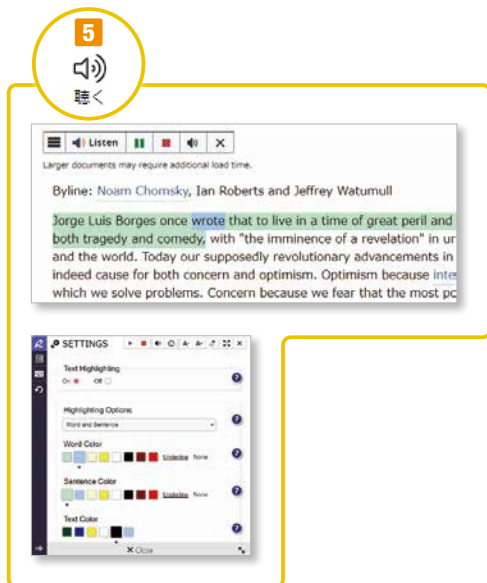 5
聴く
Listen
Larger documents may require additional load time.
Byline: Noam Chomsky, Ian Roberts and Jeffrey Watumull
Jorge Luis Borges once wrote that to live in a time of great peril and
both tragedy and comedy, with "the imminence of a revelation" in ur
and the world. Today our supposedly revolutionary advancements in
indeed cause for both concern and optimism. Optimism because inte
which we solve problems. Concern because we fear that the most po
SETTINGS
Text Highlighting
On Off
Highlighting Options
Word and Sentence
Word Color
Underline None
Sentence Color
Underline None
Text Color
X Close